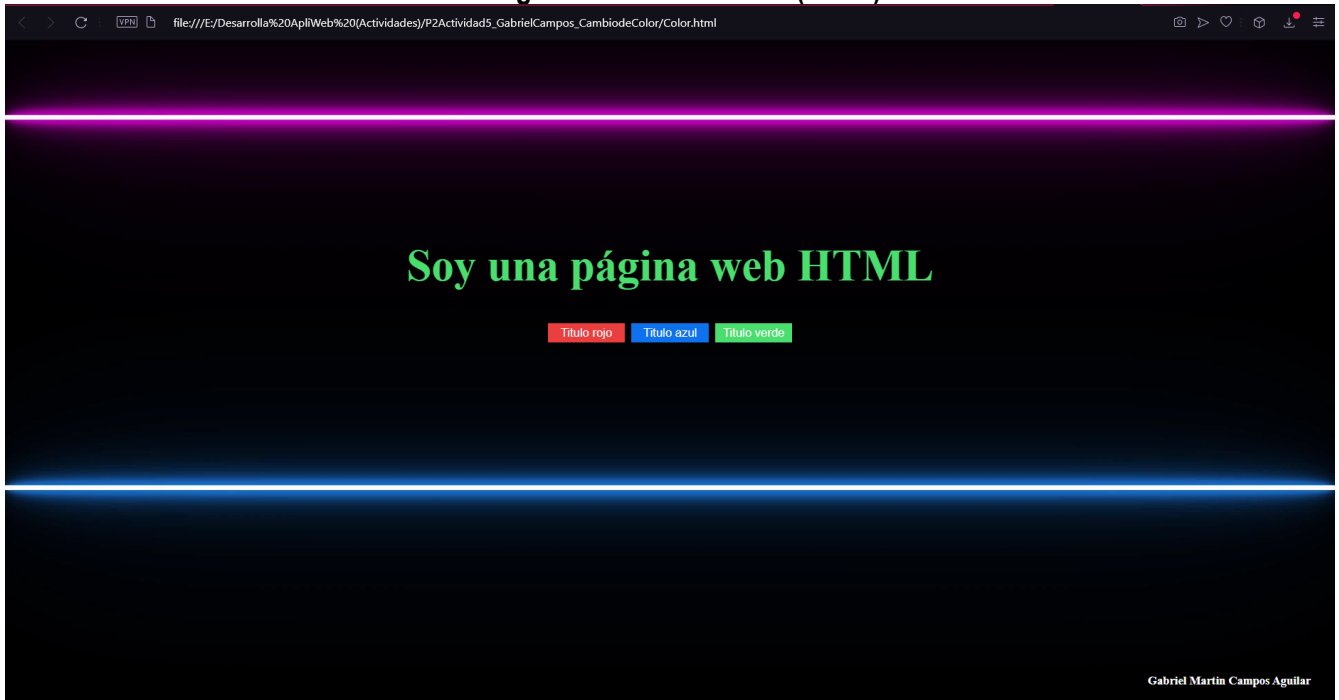 VPN
file:///E:/Desarrolla%20ApliWeb%20(Actividades)/P2Actividad5_GabrielCampos_CambiodeColor/Color.html
Soy una página web HTML
Titulo rojo Titulo azul Titulo verde
Gabriel Martin Campos Aguilar